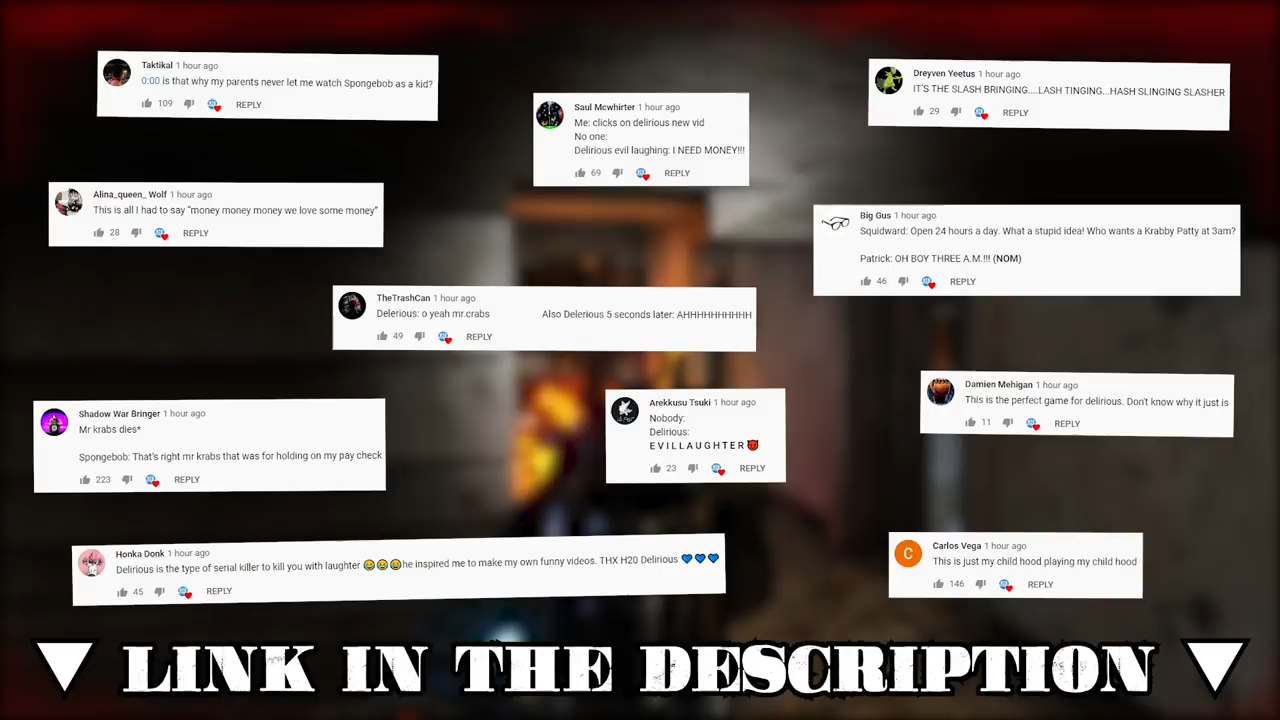 Taktikal 1 hour ago
0:00 is that why my parents never let me watch Spongebob as a kid?
109 REPLY
Dreyven Yeetus 1 hour ago
IT'S THE SLASH BRINGING....LASH TINGING...HASH SLINGING SLASHER
29 REPLY
Saul Mcwhirter 1 hour ago
Me: clicks on delirious new vid
No one:
Delirious evil laughing: I NEED MONEY!!!
69 REPLY
Alina_queen_ Wolf 1 hour ago
This is all I had to say "money money money we love some money"
28 REPLY
Big Gus 1 hour ago
Squidward: Open 24 hours a day. What a stupid idea! Who wants a Krabby Patty at 3am?
Patrick: OH BOY THREE A.M.!!! (NOM)
46 REPLY
TheTrashCan 1 hour ago
Delerious: o yeah mr.crabs Also Delerious 5 seconds later: AHHHHHHHHHH
49 REPLY
Damien Mehigan 1 hour ago
This is the perfect game for delirious. Don't know why it just is
11 REPLY
Shadow War Bringer 1 hour ago
Mr krabs dies*
Spongebob: That's right mr krabs that was for holding on my pay check
223 REPLY
Arekkusu Tsuki 1 hour ago
Nobody:
Delirious:
E V I L L A U G H T E R 😈
23 REPLY
Honka Donk 1 hour ago
Delirious is the type of serial killer to kill you with laughter 😂😂😂he inspired me to make my own funny videos. THX H20 Delirious 💙💙💙
45 REPLY
Carlos Vega 1 hour ago
This is just my child hood playing my child hood
146 REPLY
▼ LINK IN THE DESCRIPTION ▼